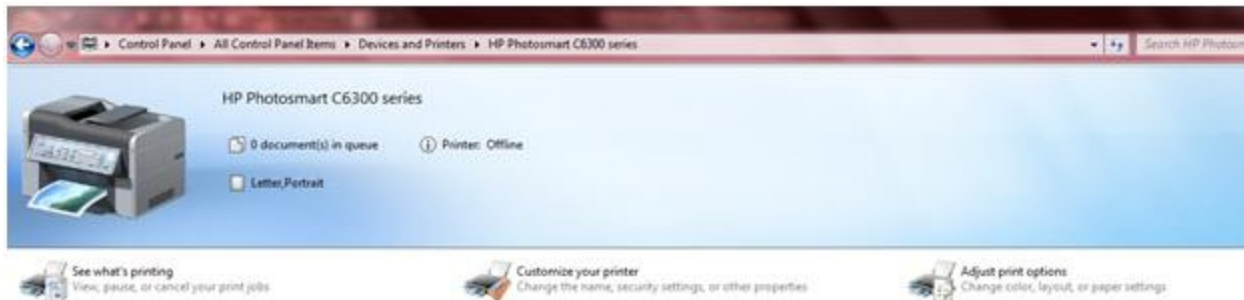 Control Panel ▸ All Control Panel Items ▸ Devices and Printers ▸ HP Photosmart C6300 series
Search HP
HP Photosmart C6300 series
0 document(s) in queue
Printer: Offline
Letter,Portrait
See what's printing
View, pause, or cancel your print jobs
Customize your printer
Change the name, security settings, or other properties
Adjust print options
Change color, layout, or paper settings